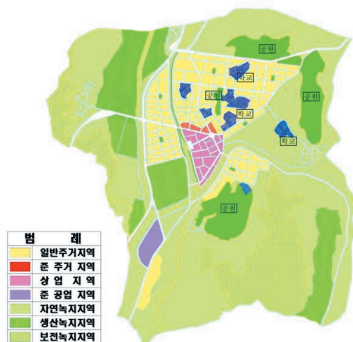 공원
학교
공원
공원
학교
학교
공원
범 례
일반주거지역
준 주거 지역
상 업 지 역
준 공업 지역
자연녹지지역
생산녹지지역
보전녹지지역